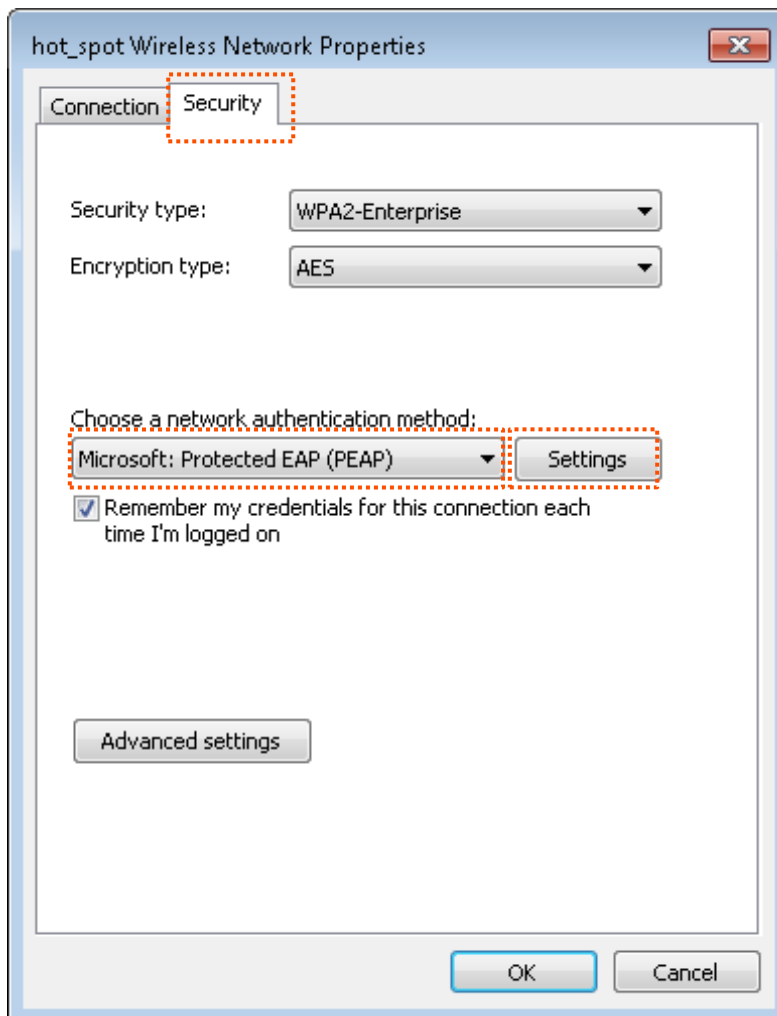 hot_spot Wireless Network Properties
Connection Security
Security type: WPA2-Enterprise
Encryption type: AES
Choose a network authentication method:
Microsoft: Protected EAP (PEAP) Settings
Remember my credentials for this connection each
time I'm logged on
Advanced settings
OK Cancel